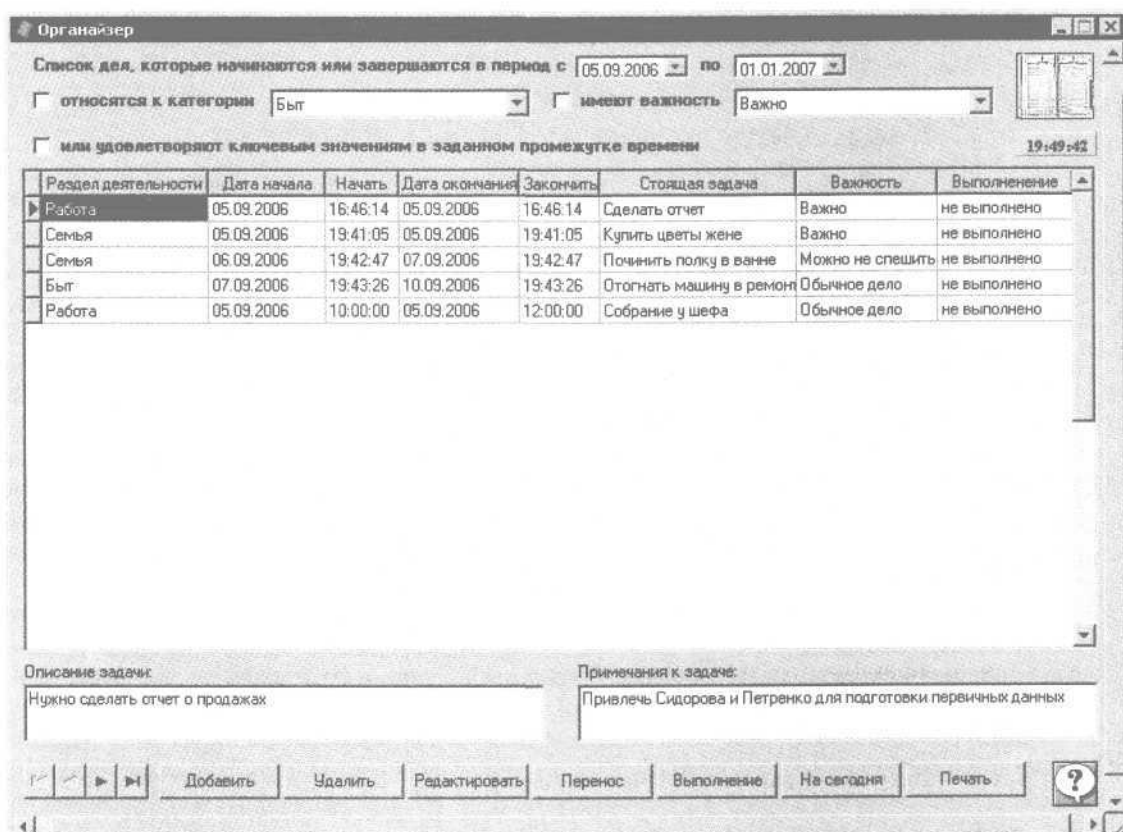 Органайзер
Список дел, которые начинаются или завершаются в период с 05.09.2006 по 01.01.2007
относятся к категории Быт имеют важность Важно
или удовлетворяют ключевым значениям в заданном промежутке времени 19:49:42
Раздел деятельности Дата начала Начать Дата окончания Закончить Стоящая задача Важность Выполненение
Работа 05.09.2006 16:46:14 05.09.2006 16:46:14 Сделать отчет Важно не выполнено
Семья 05.09.2006 19:41:05 05.09.2006 19:41:05 Купить цветы жене Важно не выполнено
Семья 06.09.2006 19:42:47 07.09.2006 19:42:47 Починить полку в ванне Можно не спешить не выполнено
Быт 07.09.2006 19:43:26 10.09.2006 19:43:26 Отогнать машину в ремонт Обычное дело не выполнено
Работа 05.09.2006 10:00:00 05.09.2006 12:00:00 Собрание у шефа Обычное дело не выполнено
Описание задачи: Примечания к задаче:
Нужно сделать отчет о продажах Привлечь Сидорова и Петренко для подготовки первичных данных
Добавить Удалить Редактировать Перенос Выполнение На сегодня Печать ?